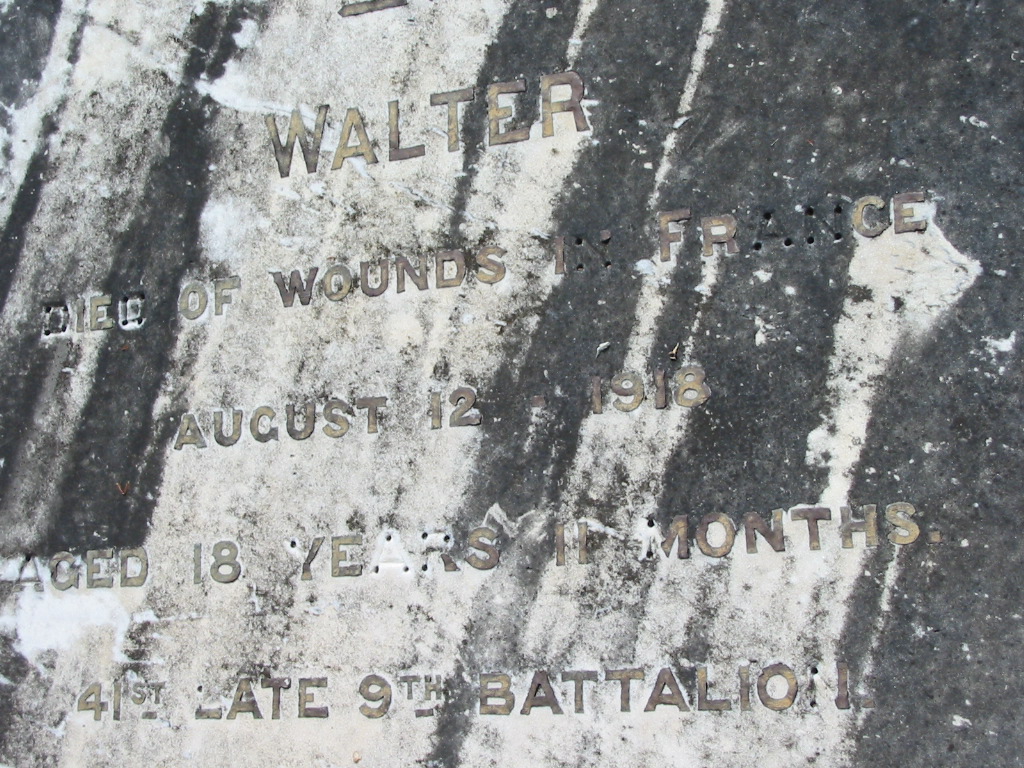 WALTER
DIED OF WOUNDS IN FRANCE
AUGUST 12 - 1918
AGED 18 YEARS 11 MONTHS.
41ST LATE 9TH BATTALION.